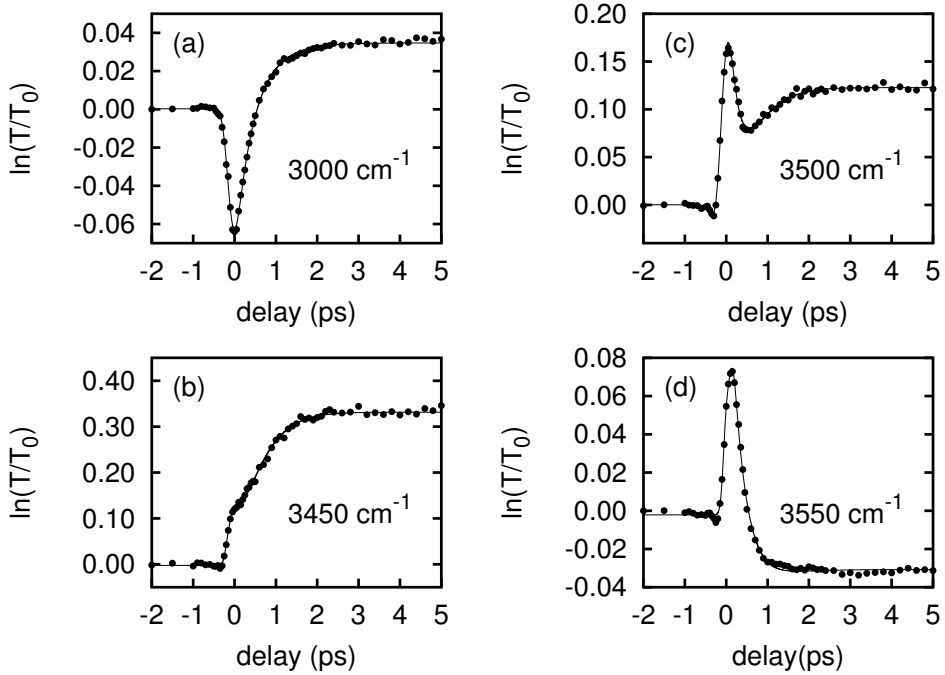 (a)
ln(T/T0)
0.04
0.02
0.00
-0.02
-0.04
-0.06
3000 cm-1
-2 -1 0 1 2 3 4 5
delay (ps)
(c)
ln(T/T0)
0.20
0.15
0.10
0.05
0.00
3500 cm-1
-2 -1 0 1 2 3 4 5
delay (ps)
(b)
ln(T/T0)
0.40
0.30
0.20
0.10
0.00
3450 cm-1
-2 -1 0 1 2 3 4 5
delay (ps)
(d)
ln(T/T0)
0.08
0.06
0.04
0.02
0.00
-0.02
-0.04
3550 cm-1
-2 -1 0 1 2 3 4 5
delay(ps)